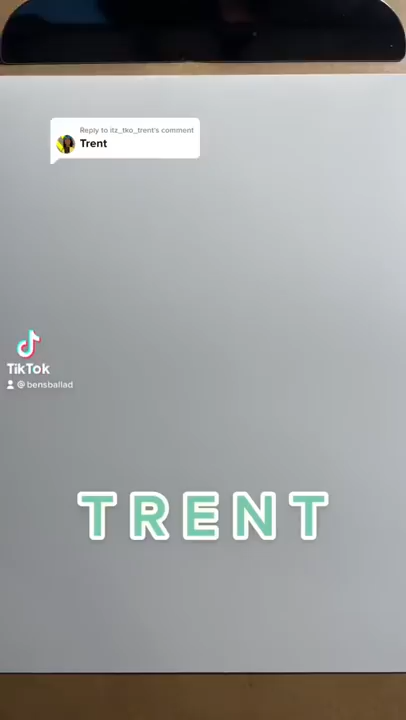 Reply to itz_tko_trent's comment
Trent
TikTok
@bensballad
TRENT